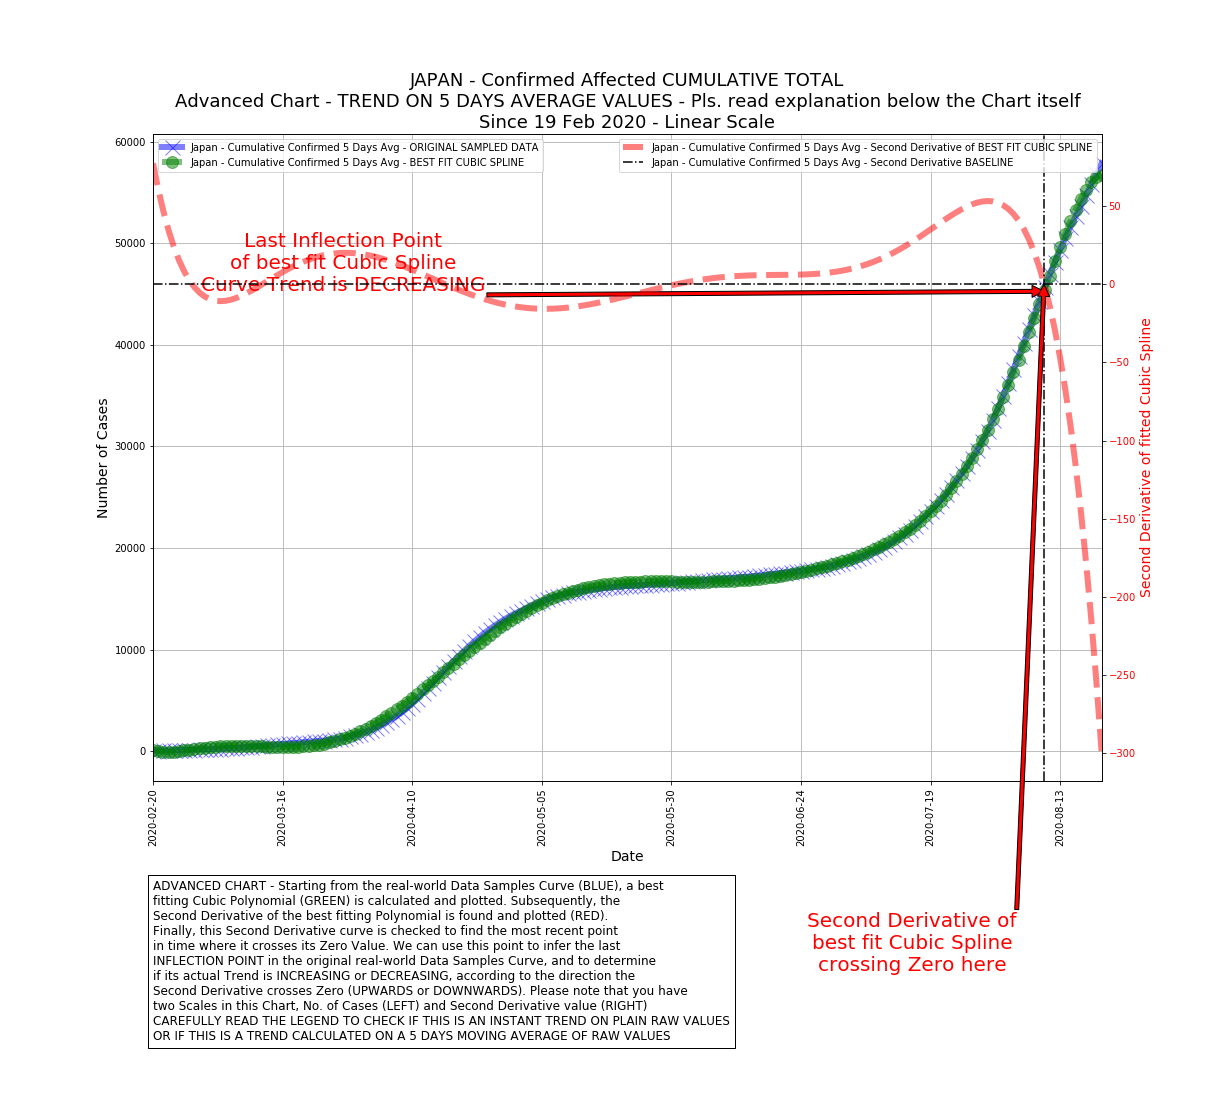 JAPAN - Confirmed Affected CUMULATIVE TOTAL
Advanced Chart - TREND ON 5 DAYS AVERAGE VALUES - Pls. read explanation below the Chart itself
Since 19 Feb 2020 - Linear Scale
Japan - Cumulative Confirmed 5 Days Avg - ORIGINAL SAMPLED DATA
Japan - Cumulative Confirmed 5 Days Avg - BEST FIT CUBIC SPLINE
Japan - Cumulative Confirmed 5 Days Avg - Second Derivative of BEST FIT CUBIC SPLINE
Japan - Cumulative Confirmed 5 Days Avg - Second Derivative BASELINE
Last Inflection Point
of best fit Cubic Spline
Curve Trend is DECREASING
Number of Cases
60000
50000
40000
30000
20000
10000
0
50
0
−50
−100
−150
−200
−250
−300
Second Derivative of fitted Cubic Spline
2020-02-20
2020-03-16
2020-04-10
2020-05-05
2020-05-30
2020-06-24
2020-07-19
2020-08-13
Date
ADVANCED CHART - Starting from the real-world Data Samples Curve (BLUE), a best
fitting Cubic Polynomial (GREEN) is calculated and plotted. Subsequently, the
Second Derivative of the best fitting Polynomial is found and plotted (RED).
Finally, this Second Derivative curve is checked to find the most recent point
in time where it crosses its Zero Value. We can use this point to infer the last
INFLECTION POINT in the original real-world Data Samples Curve, and to determine
if its actual Trend is INCREASING or DECREASING, according to the direction the
Second Derivative crosses Zero (UPWARDS or DOWNWARDS). Please note that you have
two Scales in this Chart, No. of Cases (LEFT) and Second Derivative value (RIGHT)
CAREFULLY READ THE LEGEND TO CHECK IF THIS IS AN INSTANT TREND ON PLAIN RAW VALUES
OR IF THIS IS A TREND CALCULATED ON A 5 DAYS MOVING AVERAGE OF RAW VALUES
Second Derivative of
best fit Cubic Spline
crossing Zero here